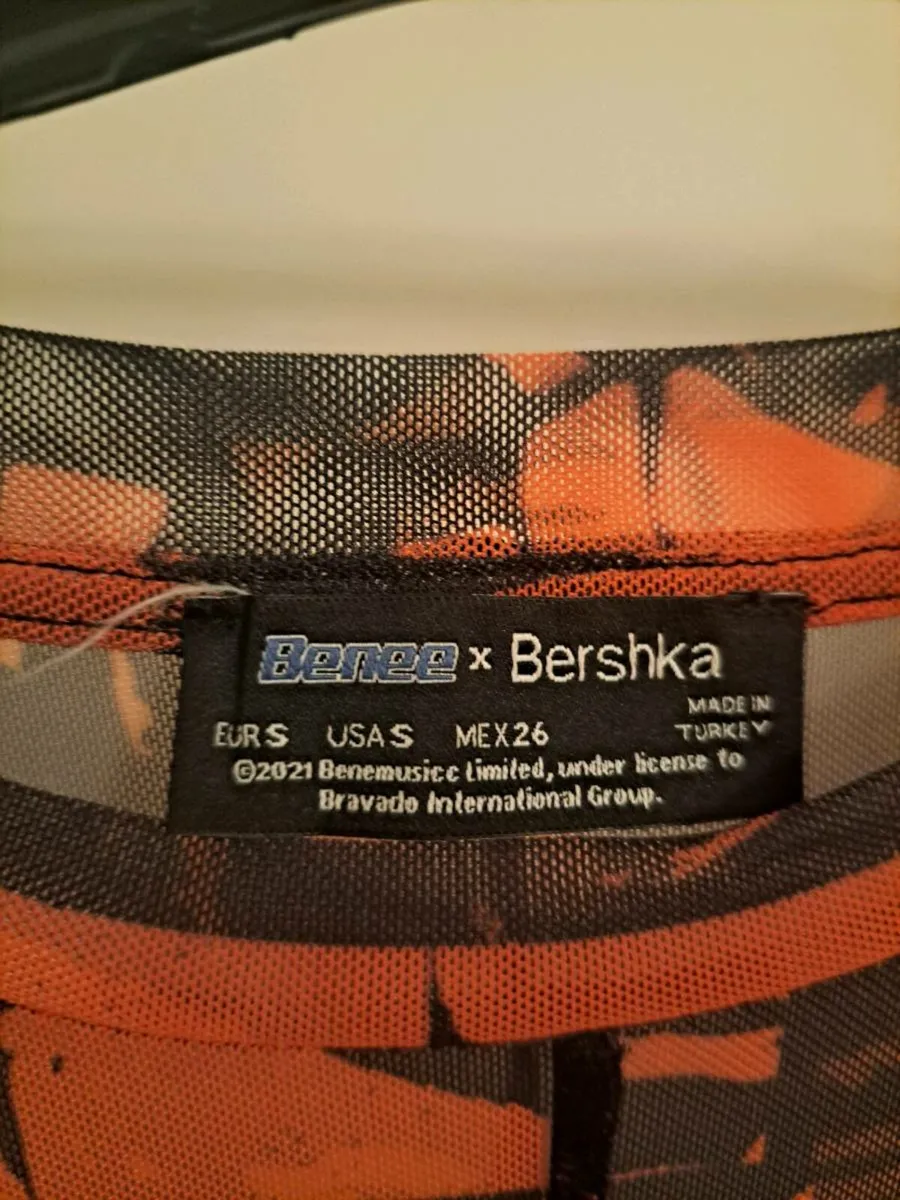 Benee x Bershka
MADE IN
TURKEY
EUR S USA S MEX 26
©2021 Benemusicc Limited, under license to
Bravado International Group.